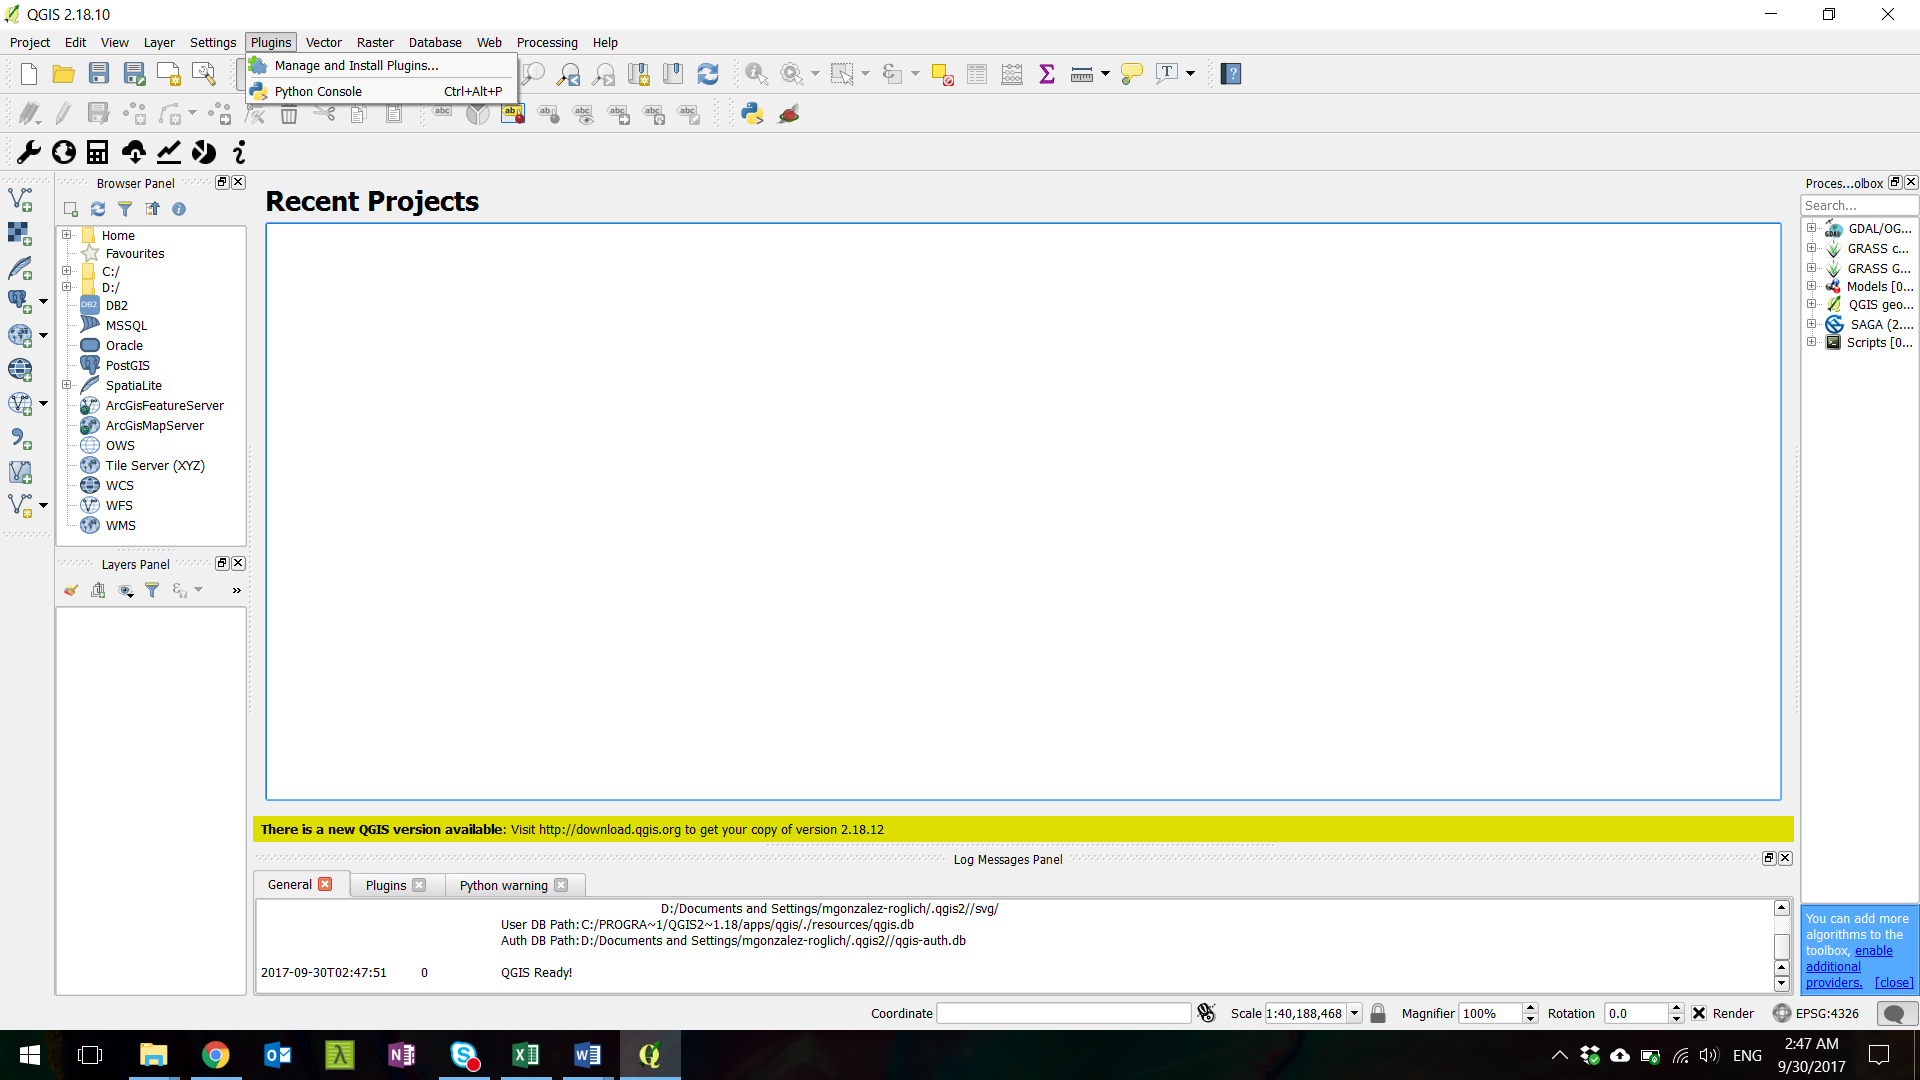 QGIS 2.18.10
Project Edit View Layer Settings Plugins Vector Raster Database Web Processing Help
Manage and Install Plugins...
Python Console Ctrl+Alt+P
Browser Panel
Recent Projects
Proces...olbox
Search...
Home
Favourites
C:/
D:/
DB2
MSSQL
Oracle
PostGIS
SpatiaLite
ArcGisFeatureServer
ArcGisMapServer
OWS
Tile Server (XYZ)
WCS
WFS
WMS
GDAL/OG...
GRASS c...
GRASS G...
Models [0...
QGIS geo...
SAGA (2....
Scripts [0...
Layers Panel
There is a new QGIS version available: Visit http://download.qgis.org to get your copy of version 2.18.12
Log Messages Panel
General Plugins Python warning
D:/Documents and Settings/mgonzalez-roglich/.qgis2//svg/
User DB Path: C:/PROGRA~1/QGIS2~1.18/apps/qgis/./resources/qgis.db
Auth DB Path: D:/Documents and Settings/mgonzalez-roglich/.qgis2//qgis-auth.db
2017-09-30T02:47:51 0 QGIS Ready!
You can add more
algorithms to the
toolbox, enable
additional
providers. [close]
Coordinate Scale 1:40,188,468 Magnifier 100% Rotation 0.0 Render EPSG:4326
ENG
2:47 AM
9/30/2017